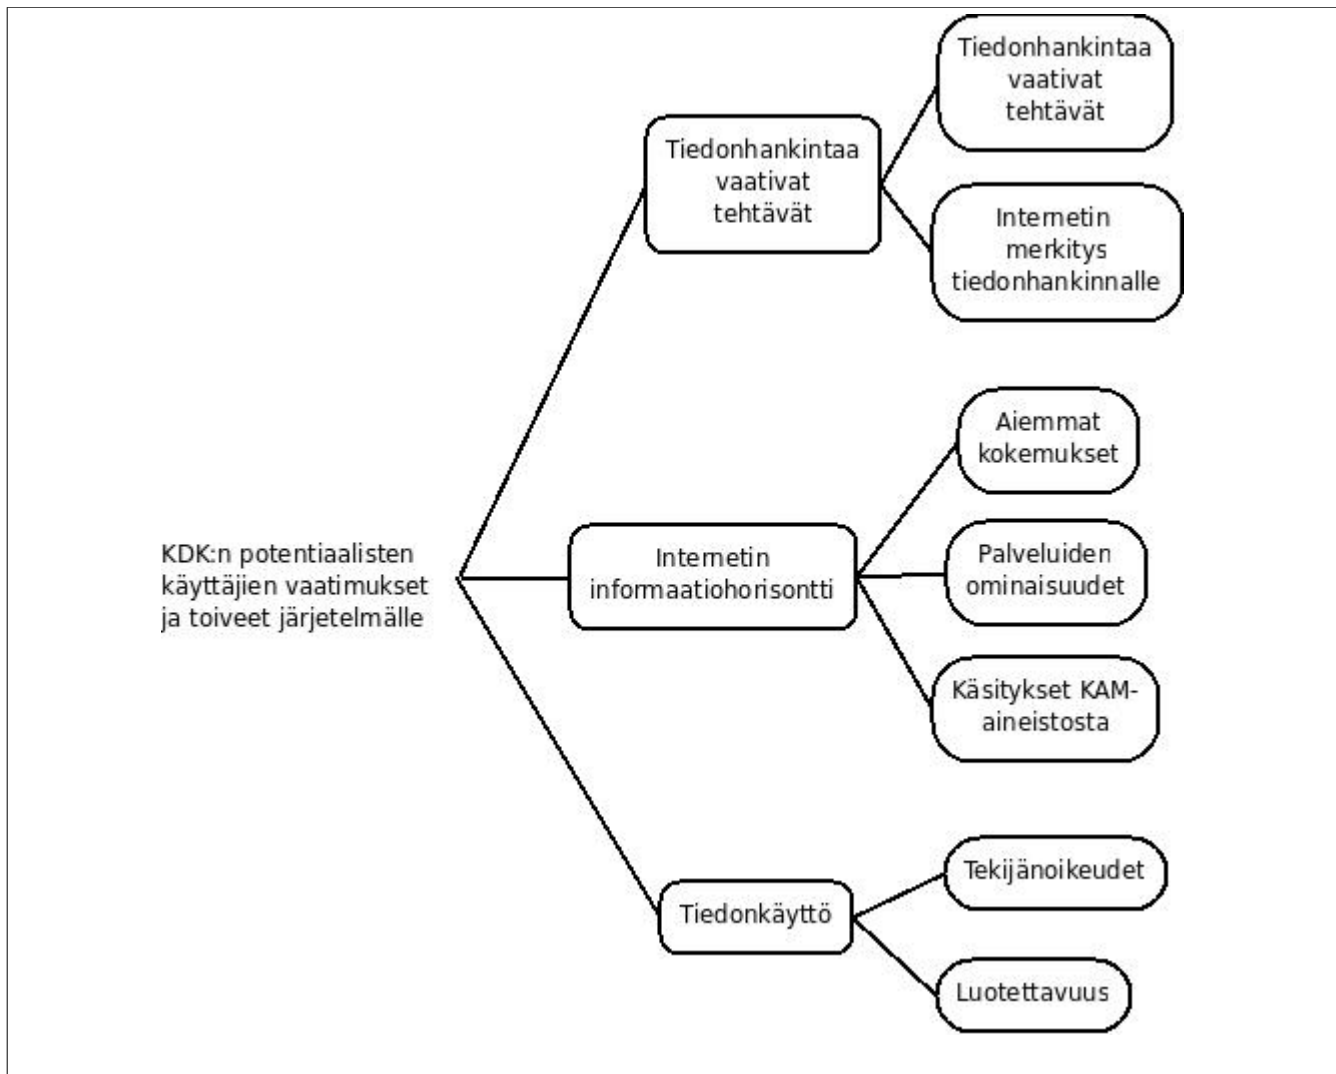 KDK:n potentiaalisten
käyttäjien vaatimukset
ja toiveet järjetelmälle
Tiedonhankintaa
vaativat
tehtävät
Tiedonhankintaa
vaativat
tehtävät
Internetin
merkitys
tiedonhankinnalle
Internetin
informaatiohorisontti
Aiemmat
kokemukset
Palveluiden
ominaisuudet
Käsitykset KAM-
aineistosta
Tiedonkäyttö
Tekijänoikeudet
Luotettavuus